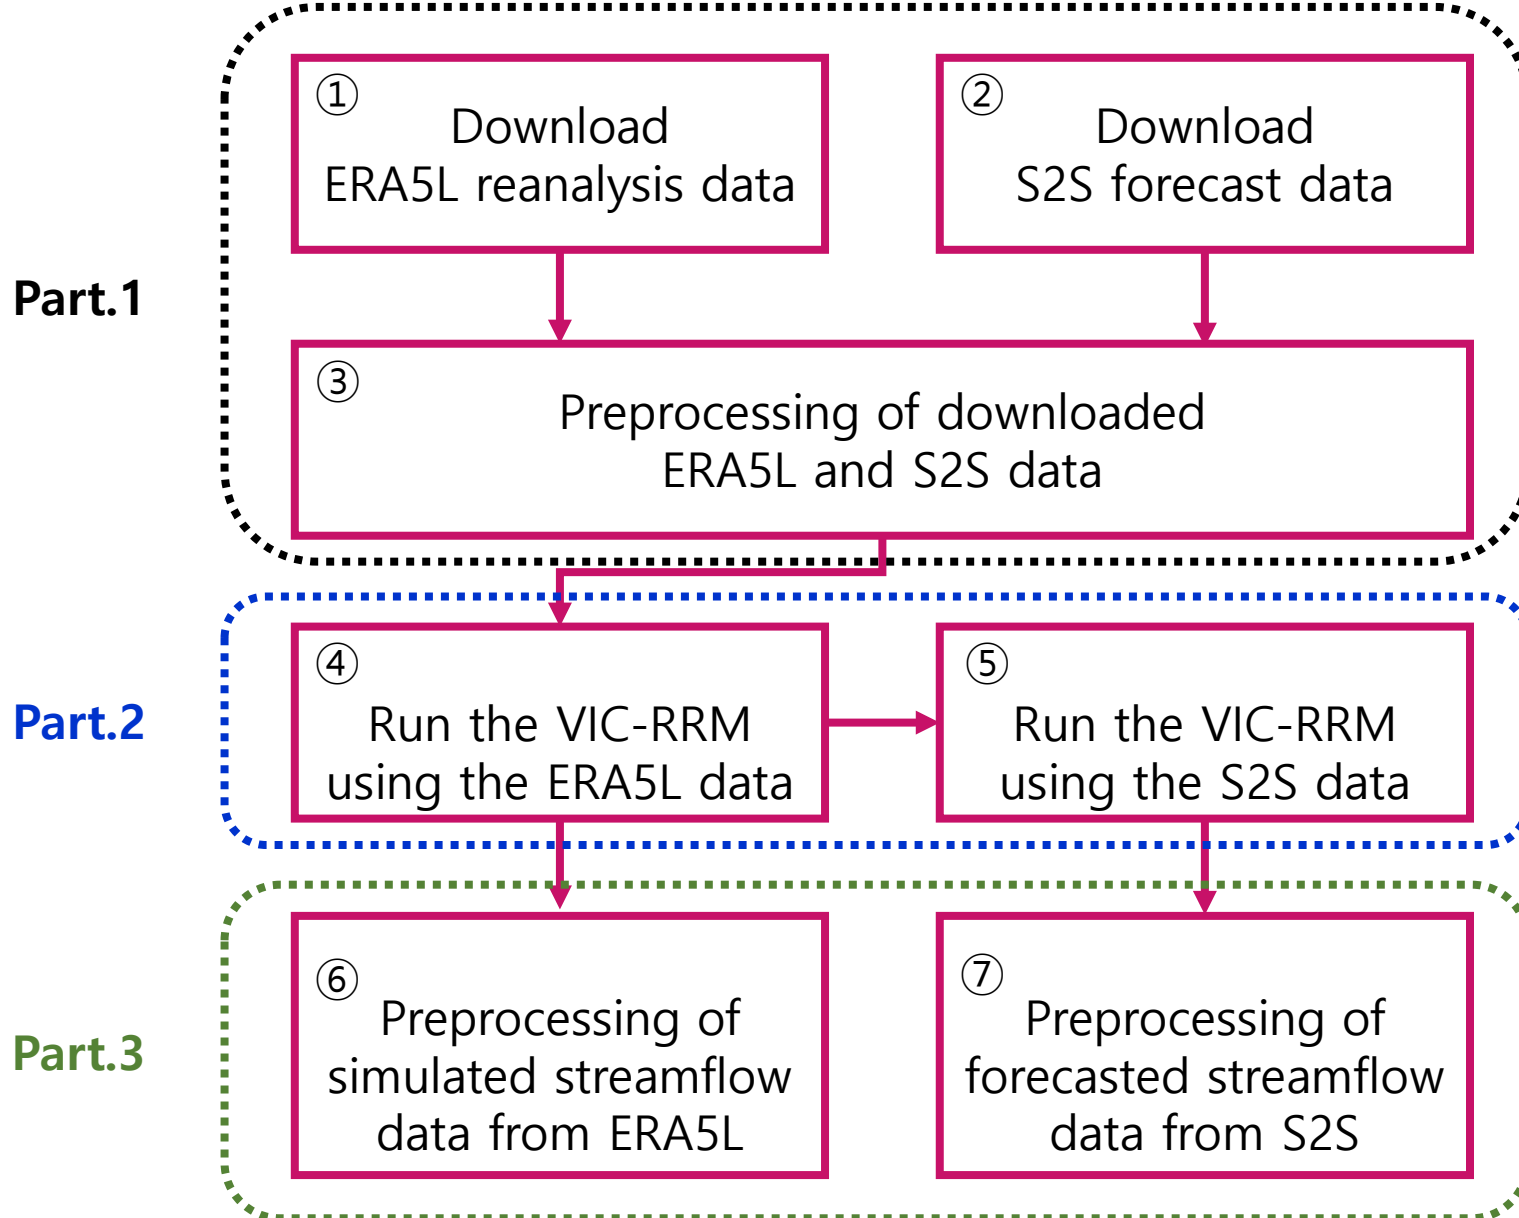 Part.1
①
Download
ERA5L reanalysis data
②
Download
S2S forecast data
③
Preprocessing of downloaded
ERA5L and S2S data
Part.2
④
Run the VIC-RRM
using the ERA5L data
⑤
Run the VIC-RRM
using the S2S data
Part.3
⑥
Preprocessing of
simulated streamflow
data from ERA5L
⑦
Preprocessing of
forecasted streamflow
data from S2S